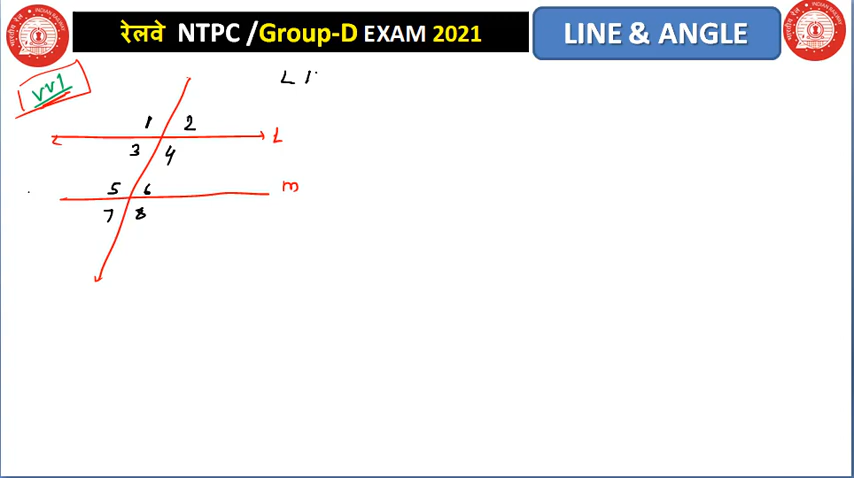 रेलवे NTPC /Group-D EXAM 2021
LINE & ANGLE
VV1
L 1
1 2
L
3 4
5 6
m
7 8